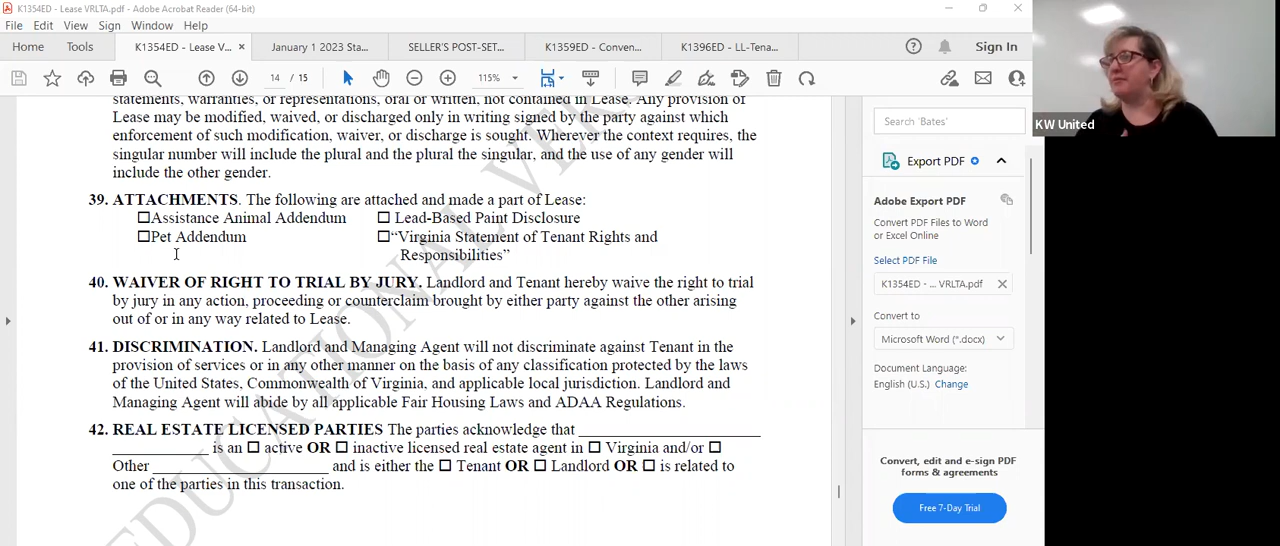 K1354ED - Lease VRLTA.pdf - Adobe Acrobat Reader (64-bit)
File Edit View Sign Window Help
Home Tools K1354ED - Lease V... × January 1 2023 Sta... SELLER'S POST-SET... K1359ED - Conven... K1396ED - LL-Tena... Sign In
14 / 15 115%
statements, warranties, or representations, oral or written, not contained in Lease. Any provision of
Lease may be modified, waived, or discharged only in writing signed by the party against which
enforcement of such modification, waiver, or discharge is sought. Wherever the context requires, the
singular number will include the plural and the plural the singular, and the use of any gender will
include the other gender.
39. ATTACHMENTS. The following are attached and made a part of Lease:
☐Assistance Animal Addendum ☐ Lead-Based Paint Disclosure
☐Pet Addendum ☐“Virginia Statement of Tenant Rights and
Responsibilities”
40. WAIVER OF RIGHT TO TRIAL BY JURY. Landlord and Tenant hereby waive the right to trial
by jury in any action, proceeding or counterclaim brought by either party against the other arising
out of or in any way related to Lease.
41. DISCRIMINATION. Landlord and Managing Agent will not discriminate against Tenant in the
provision of services or in any other manner on the basis of any classification protected by the laws
of the United States, Commonwealth of Virginia, and applicable local jurisdiction. Landlord and
Managing Agent will abide by all applicable Fair Housing Laws and ADAA Regulations.
42. REAL ESTATE LICENSED PARTIES The parties acknowledge that ____________________
___________ is an ☐ active OR ☐ inactive licensed real estate agent in ☐ Virginia and/or ☐
Other ____________________ and is either the ☐ Tenant OR ☐ Landlord OR ☐ is related to
one of the parties in this transaction.
EDUCATIONAL VER
Search 'Bates'
Export PDF
Adobe Export PDF
Convert PDF Files to Word
or Excel Online
Select PDF File
K1354ED - ... VRLTA.pdf
Convert to
Microsoft Word (*.docx)
Document Language:
English (U.S.) Change
Convert, edit and e-sign PDF
forms & agreements
Free 7-Day Trial
KW United